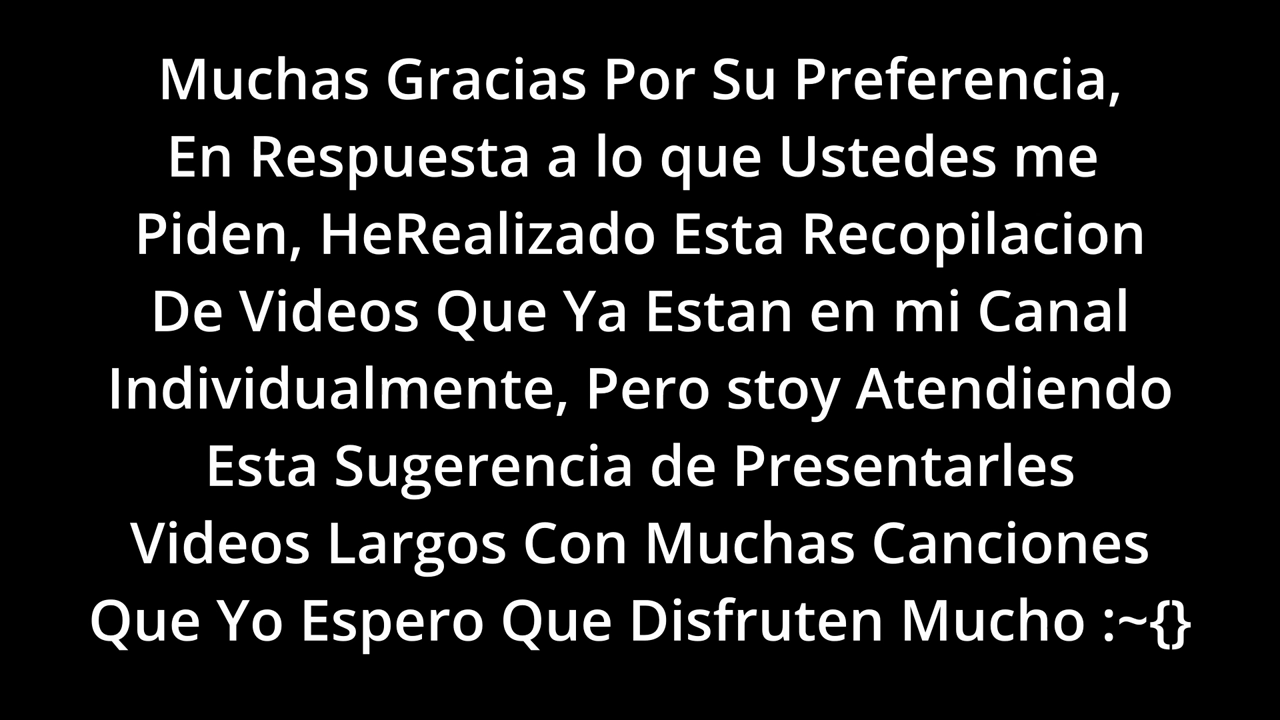 Muchas Gracias Por Su Preferencia,
En Respuesta a lo que Ustedes me
Piden, HeRealizado Esta Recopilacion
De Videos Que Ya Estan en mi Canal
Individualmente, Pero stoy Atendiendo
Esta Sugerencia de Presentarles
Videos Largos Con Muchas Canciones
Que Yo Espero Que Disfruten Mucho :~{}